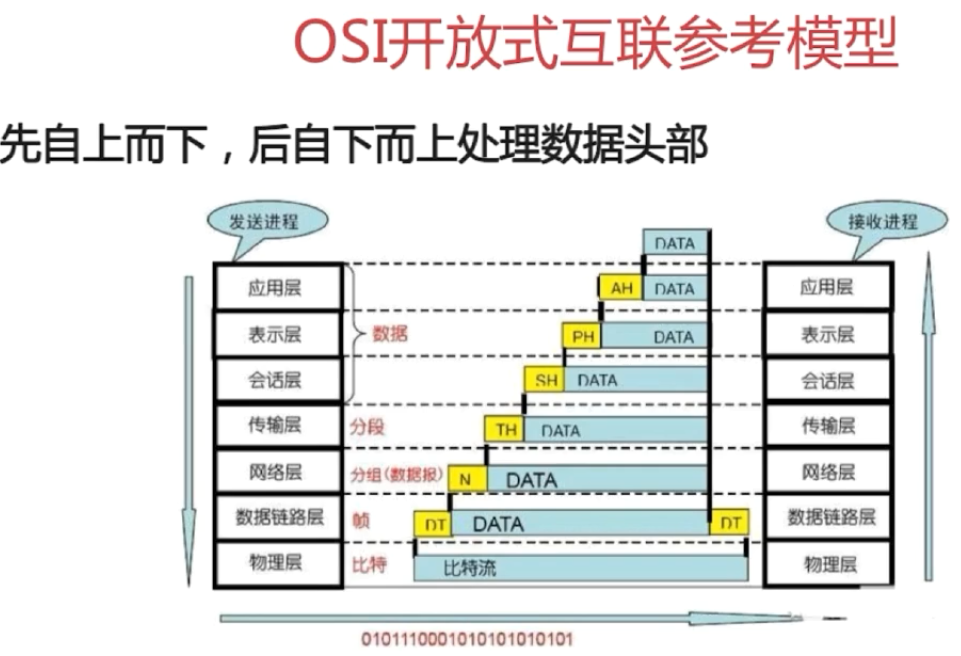 OSI开放式互联参考模型
先自上而下，后自下而上处理数据头部
发送进程
接收进程
DATA
应用层
AH DATA
应用层
表示层
数据
PH DATA
表示层
会话层
SH DATA
会话层
传输层
分段
TH DATA
传输层
网络层
分组(数据报)
N DATA
网络层
数据链路层
帧
DT DATA DT
数据链路层
物理层
比特
比特流
物理层
0101110001010101010101